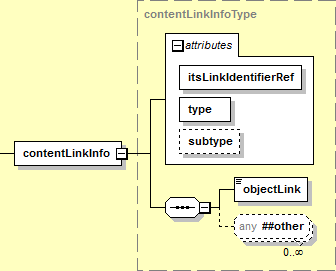 contentLinkInfoType
attributes
itsLinkIdentifierRef
type
subtype
contentLinkInfo
objectLink
any ##other
0..∞